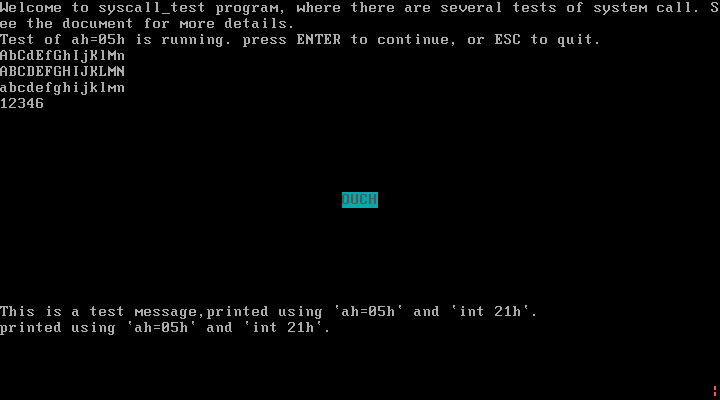 Welcome to syscall_test program, where there are several tests of system call. S
ee the document for more details.
Test of ah=05h is running. press ENTER to continue, or ESC to quit.
AbCdEfGhIjKlMn
ABCDEFGHIJKLMN
abcdefghijklmn
12346
OUCH
This is a test message,printed using `ah=05h` and `int 21h`.
printed using `ah=05h` and `int 21h`.